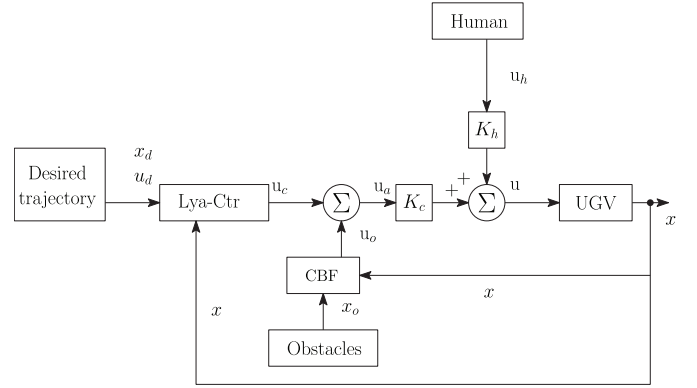 Human
u_h
K_h
Desired
trajectory
x_d
u_d
Lya-Ctr
u_c
Σ
u_a
K_c
+
+
Σ
u
UGV
x
u_o
CBF
x
x
x_o
Obstacles